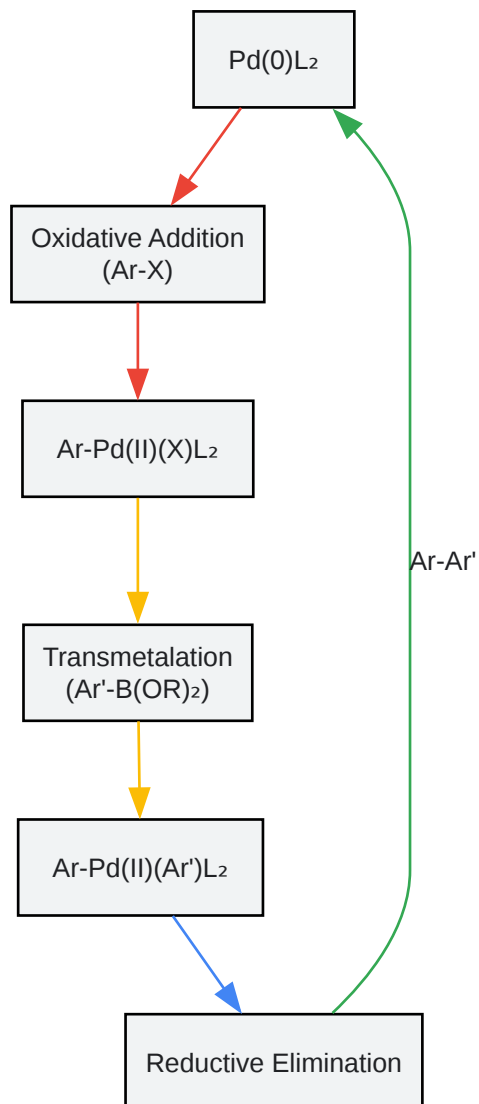 Pd(0)L₂
Oxidative Addition
(Ar-X)
Ar-Pd(II)(X)L₂
Ar-Ar'
Transmetalation
(Ar'-B(OR)₂)
Ar-Pd(II)(Ar')L₂
Reductive Elimination